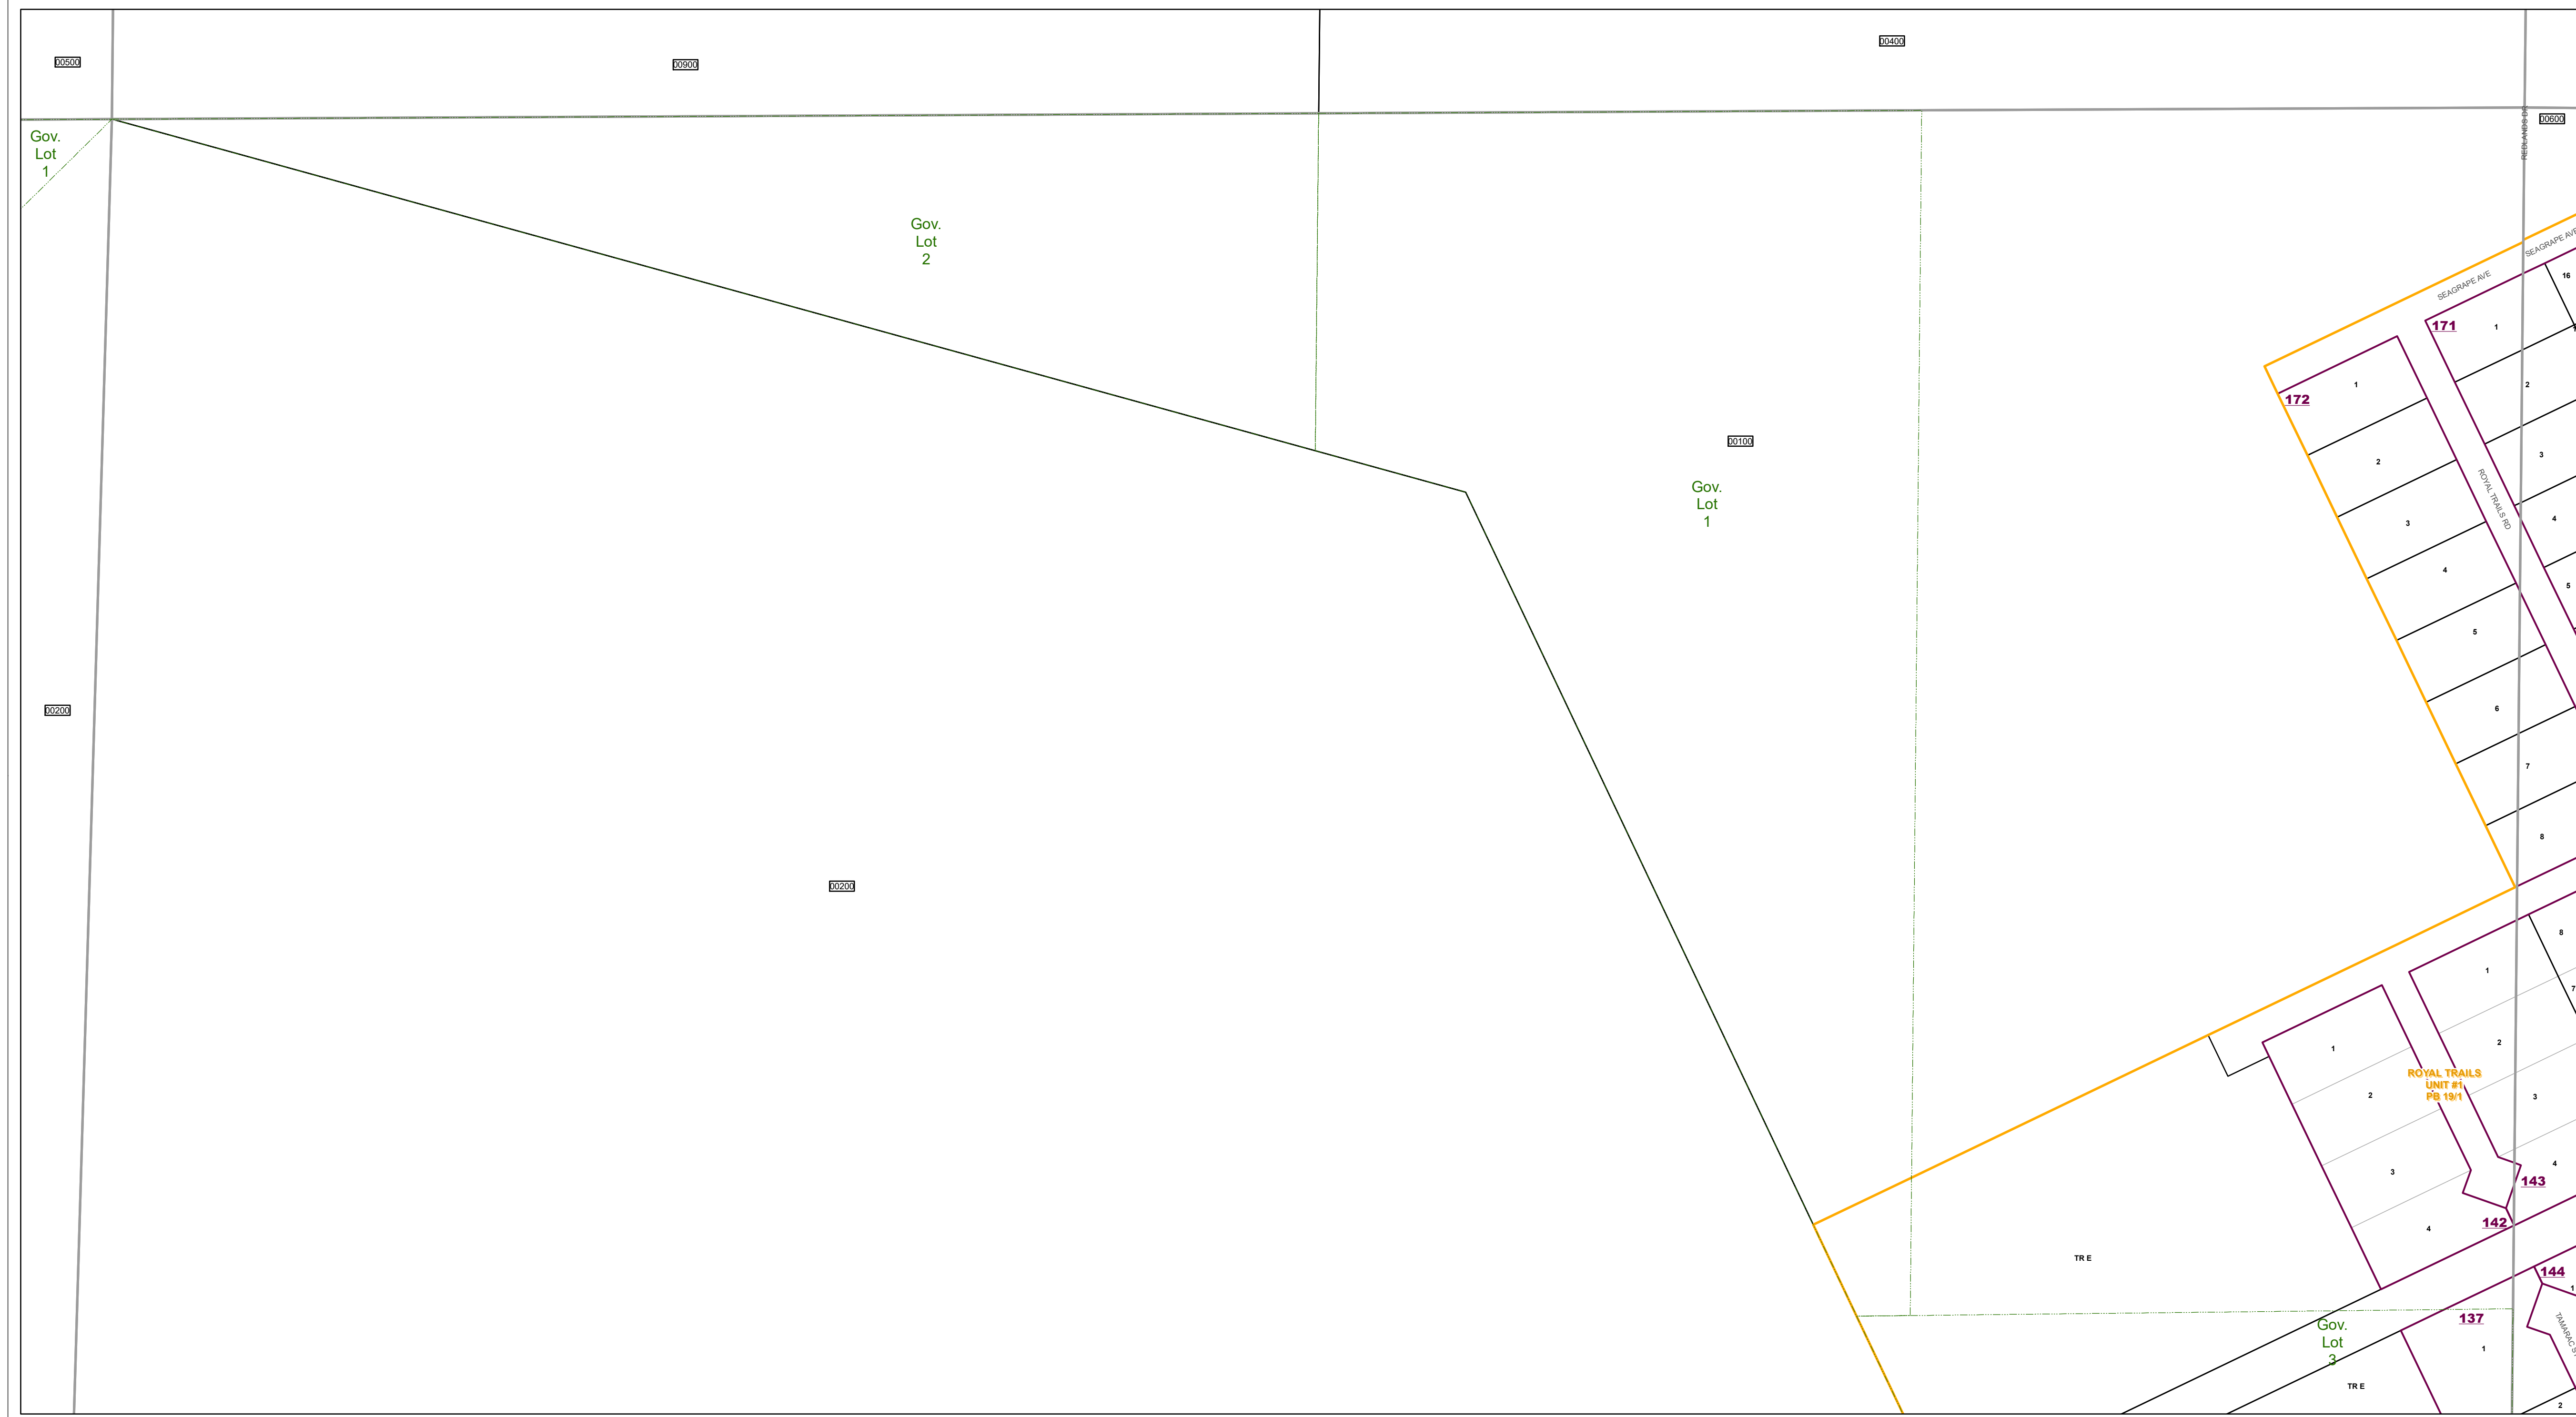 00400
00500
00900
REDLANDS DR
00600
Gov.
Lot
1
Gov.
Lot
2
SEAGRAPE AVE
SEAGRAPE AVE
16
171
1
172
1
2
2
3
ROYAL TRAILS RD
3
4
4
5
5
6
7
8
00100
Gov.
Lot
1
00200
00200
8
1
7
2
3
4
143
1
2
3
4
142
ROYAL TRAILS
UNIT #1
PB 19/1
TR E
144
1
137
1
TAMARAC ST
Gov.
Lot
3
TR E
2